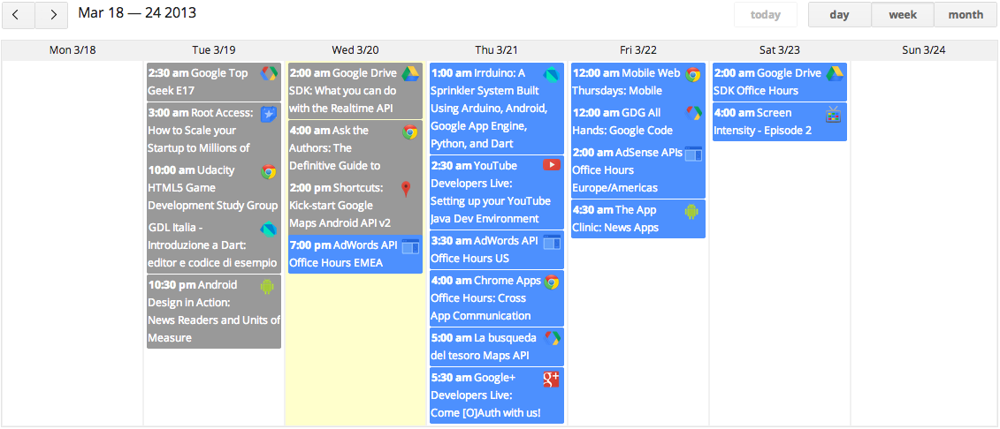 Mar 18 — 24 2013
today
day
week
month
Mon 3/18
Tue 3/19
Wed 3/20
Thu 3/21
Fri 3/22
Sat 3/23
Sun 3/24
2:30 am Google Top
Geek E17
3:00 am Root Access:
How to Scale your
Startup to Millions of
10:00 am Udacity
HTML5 Game
Development Study Group
GDL Italia -
Introduzione a Dart:
editor e codice di esempio
10:30 pm Android
Design in Action:
News Readers and Units of
Measure
2:00 am Google Drive
SDK: What you can do
with the Realtime API
4:00 am Ask the
Authors: The
Definitive Guide to
2:00 pm Shortcuts:
Kick-start Google
Maps Android API v2
7:00 pm AdWords API
Office Hours EMEA
1:00 am Irrduino: A
Sprinkler System Built
Using Arduino, Android,
Google App Engine,
Python, and Dart
2:30 am YouTube
Developers Live:
Setting up your YouTube
Java Dev Environment
3:30 am AdWords API
Office Hours US
4:00 am Chrome Apps
Office Hours: Cross
App Communication
5:00 am La busqueda
del tesoro Maps API
5:30 am Google+
Developers Live:
Come [O]Auth with us!
12:00 am Mobile Web
Thursdays: Mobile
12:00 am GDG All
Hands: Google Code
2:00 am AdSense APIs
Office Hours
Europe/Americas
4:30 am The App
Clinic: News Apps
2:00 am Google Drive
SDK Office Hours
4:00 am Screen
Intensity - Episode 2